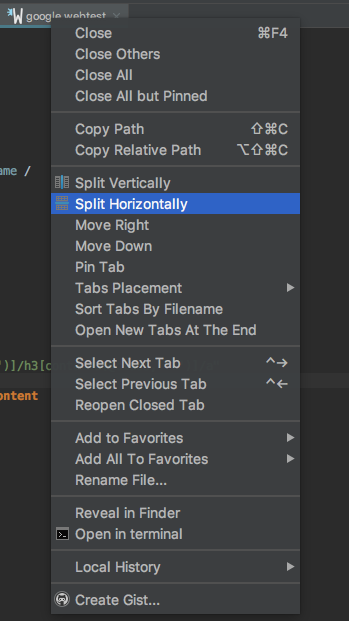 google.webtest
Close ⌘F4
Close Others
Close All
Close All but Pinned
Copy Path ⇧⌘C
ame /
Copy Relative Path ⌥⇧⌘C
Split Vertically
Split Horizontally
Move Right
Move Down
Pin Tab
Tabs Placement
Sort Tabs By Filename
Open New Tabs At The End
')]/h3[c
Select Next Tab ^→
Select Previous Tab ^←
ontent
Reopen Closed Tab
Add to Favorites
Add All To Favorites
Rename File...
Reveal in Finder
Open in terminal
Local History
Create Gist...